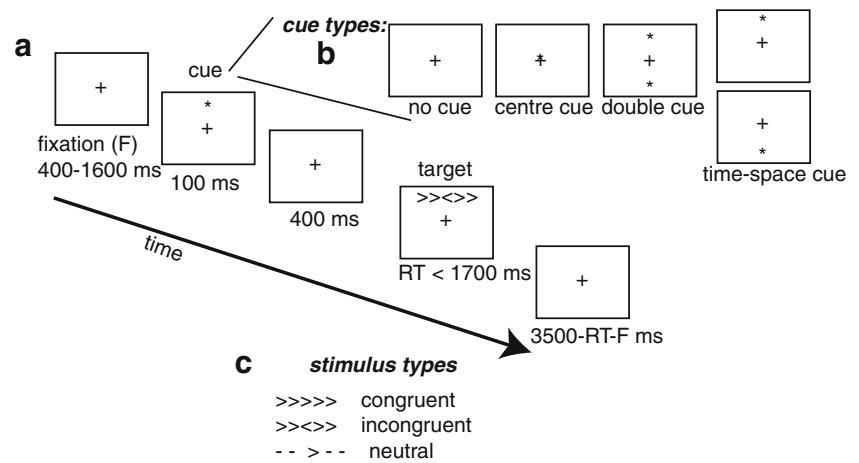 a
fixation (F)
400-1600 ms
cue
100 ms
400 ms
target
>><>>
RT < 1700 ms
3500-RT-F ms
time
b
cue types:
no cue
centre cue
double cue
time-space cue
c
stimulus types
>>>>> congruent
>><>> incongruent
- - > - - neutral